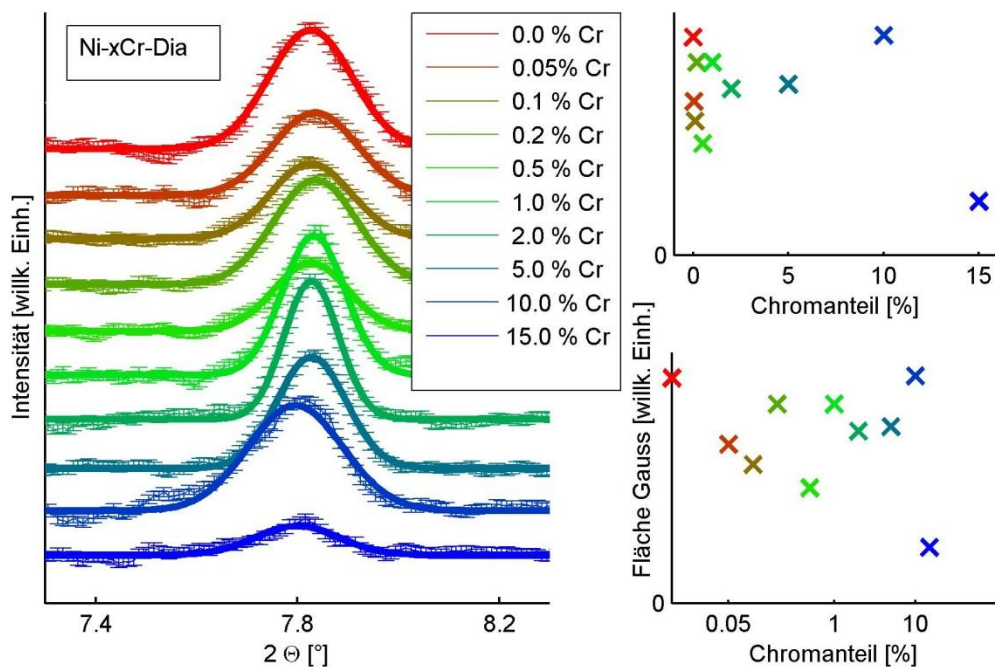 Ni-xCr-Dia
0.0 % Cr
0.05% Cr
0.1 % Cr
0.2 % Cr
0.5 % Cr
1.0 % Cr
2.0 % Cr
5.0 % Cr
10.0 % Cr
15.0 % Cr
Intensität [willk. Einh.]
7.4
7.8
8.2
2 Θ [°]
0
0
5
10
15
Chromanteil [%]
Fläche Gauss [willk. Einh.]
0
0.05
1
10
Chromanteil [%]